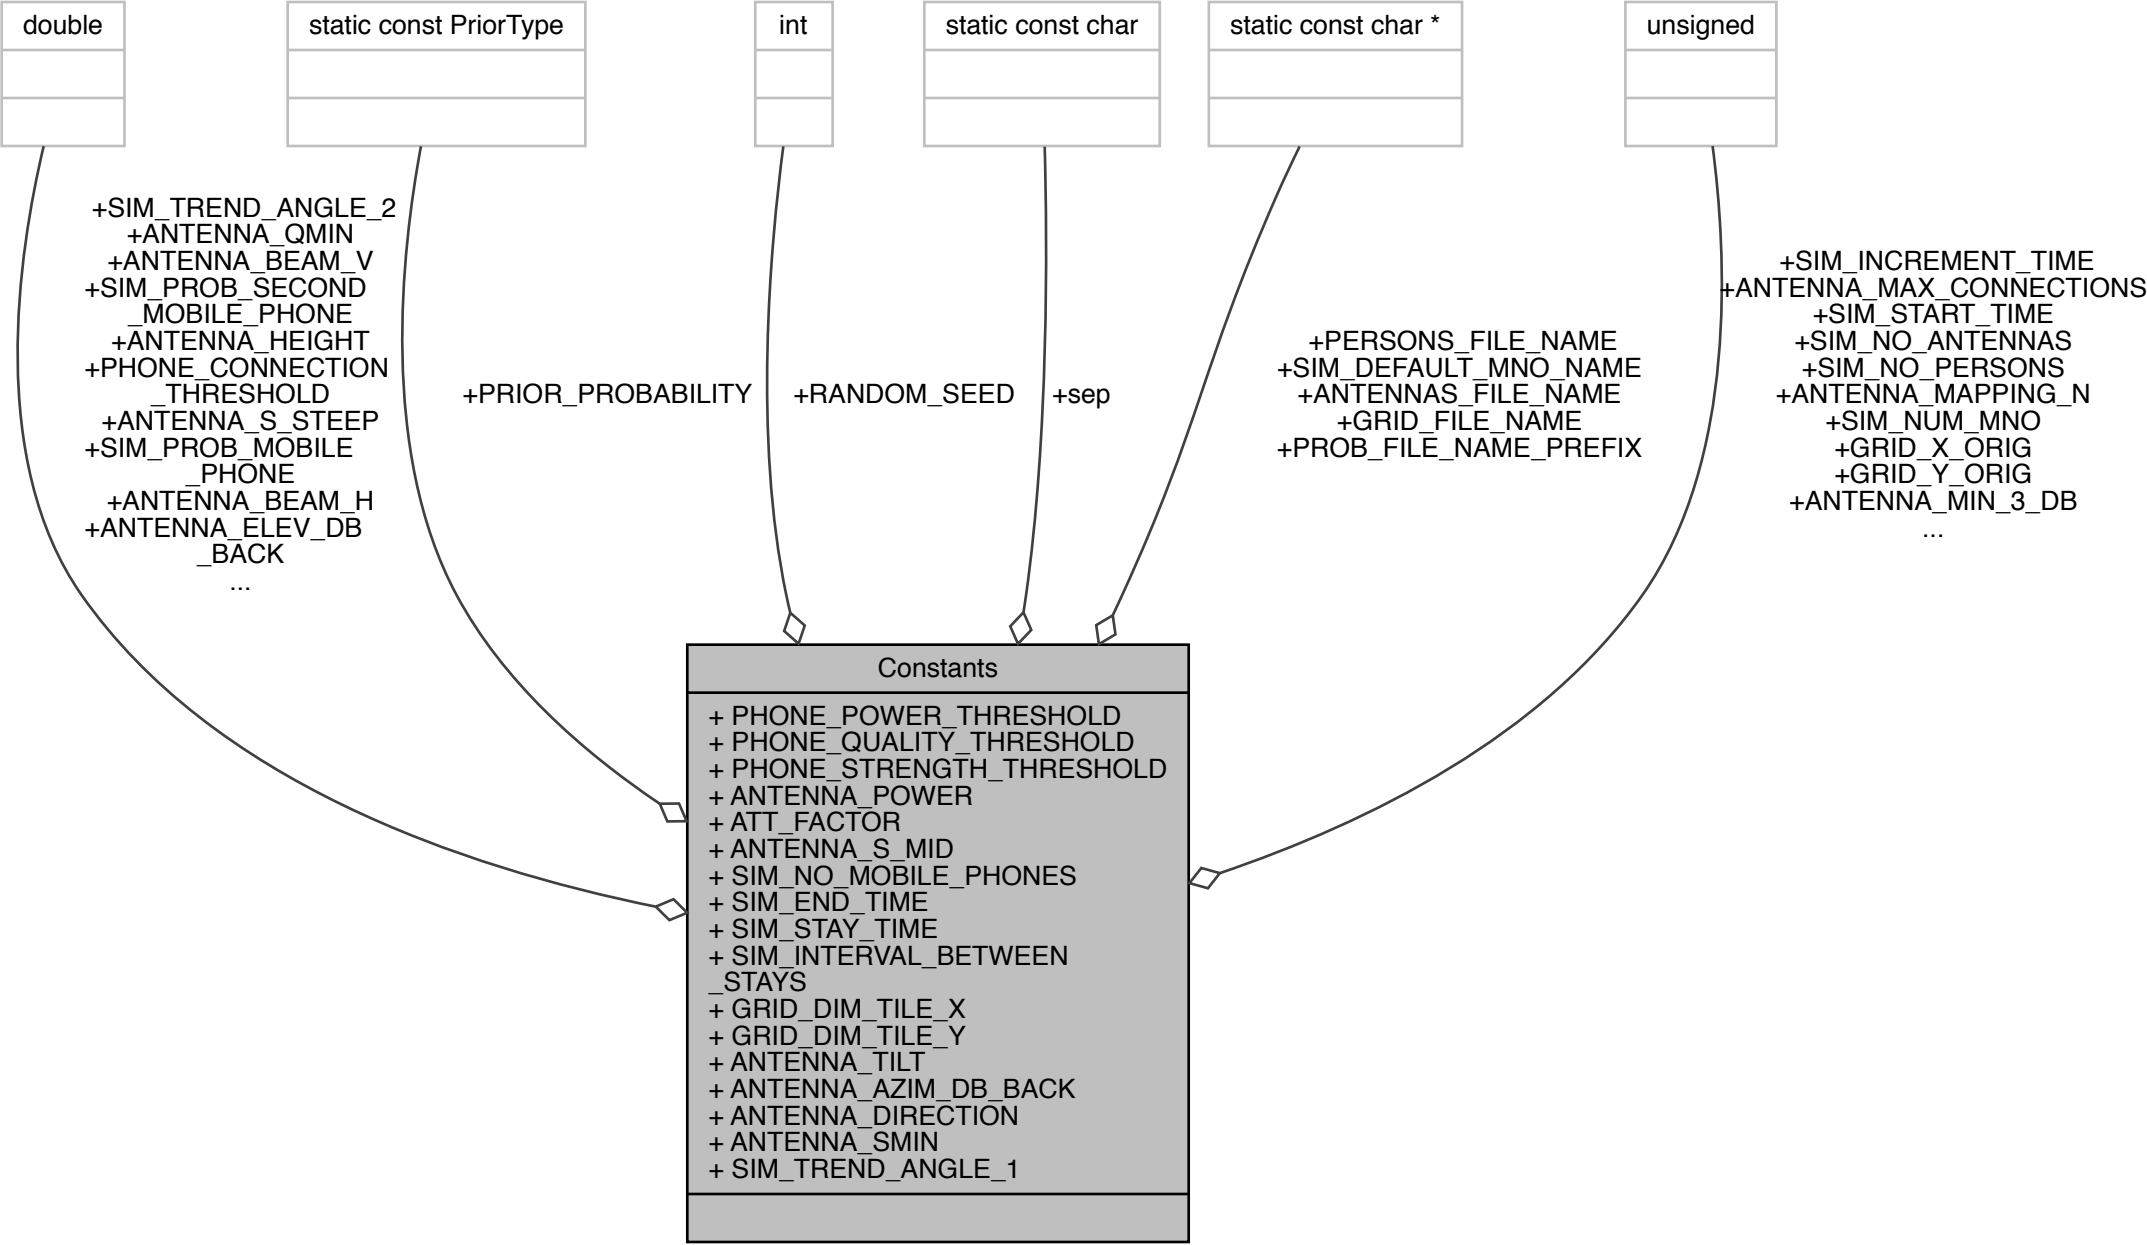 double
static const PriorType
int
static const char
static const char *
unsigned
+SIM_TREND_ANGLE_2
+ANTENNA_QMIN
+ANTENNA_BEAM_V
+SIM_PROB_SECOND
_MOBILE_PHONE
+ANTENNA_HEIGHT
+PHONE_CONNECTION
_THRESHOLD
+ANTENNA_S_STEEP
+SIM_PROB_MOBILE
_PHONE
+ANTENNA_BEAM_H
+ANTENNA_ELEV_DB
_BACK
...
+PRIOR_PROBABILITY
+RANDOM_SEED
+sep
+PERSONS_FILE_NAME
+SIM_DEFAULT_MNO_NAME
+ANTENNAS_FILE_NAME
+GRID_FILE_NAME
+PROB_FILE_NAME_PREFIX
+SIM_INCREMENT_TIME
+ANTENNA_MAX_CONNECTIONS
+SIM_START_TIME
+SIM_NO_ANTENNAS
+SIM_NO_PERSONS
+ANTENNA_MAPPING_N
+SIM_NUM_MNO
+GRID_X_ORIG
+GRID_Y_ORIG
+ANTENNA_MIN_3_DB
...
Constants
+ PHONE_POWER_THRESHOLD
+ PHONE_QUALITY_THRESHOLD
+ PHONE_STRENGTH_THRESHOLD
+ ANTENNA_POWER
+ ATT_FACTOR
+ ANTENNA_S_MID
+ SIM_NO_MOBILE_PHONES
+ SIM_END_TIME
+ SIM_STAY_TIME
+ SIM_INTERVAL_BETWEEN
_STAYS
+ GRID_DIM_TILE_X
+ GRID_DIM_TILE_Y
+ ANTENNA_TILT
+ ANTENNA_AZIM_DB_BACK
+ ANTENNA_DIRECTION
+ ANTENNA_SMIN
+ SIM_TREND_ANGLE_1